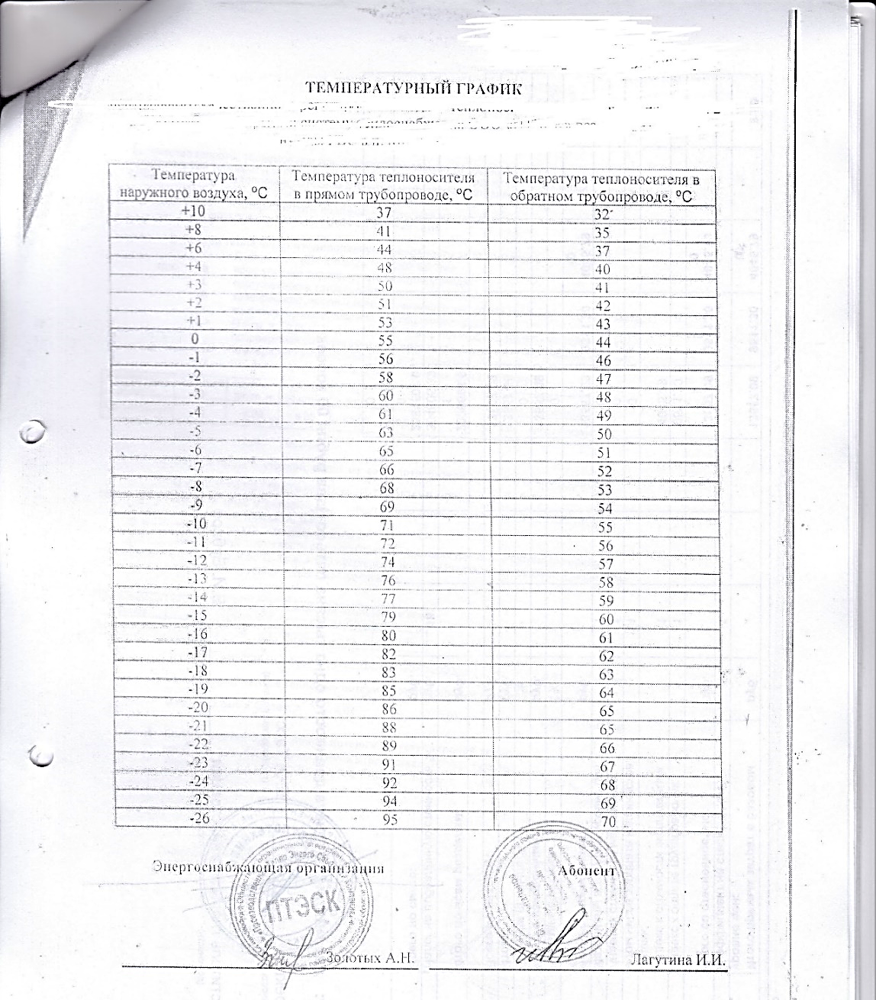 ТЕМПЕРАТУРНЫЙ ГРАФИК
Температура наружного воздуха, °С Температура теплоносителя в прямом трубопроводе, °С Температура теплоносителя в обратном трубопроводе, °С
+10 37 32
+8 41 35
+6 44 37
+4 48 40
+3 50 41
+2 51 42
+1 53 43
0 55 44
-1 56 46
-2 58 47
-3 60 48
-4 61 49
-5 63 50
-6 65 51
-7 66 52
-8 68 53
-9 69 54
-10 71 55
-11 72 56
-12 74 57
-13 76 58
-14 77 59
-15 79 60
-16 80 61
-17 82 62
-18 83 63
-19 85 64
-20 86 65
-21 88 65
-22 89 66
-23 91 67
-24 92 68
-25 94 69
-26 95 70
Энергоснабжающая организация Абонент
ПТЭСК
Золотых А.Н. Лагутина И.И.